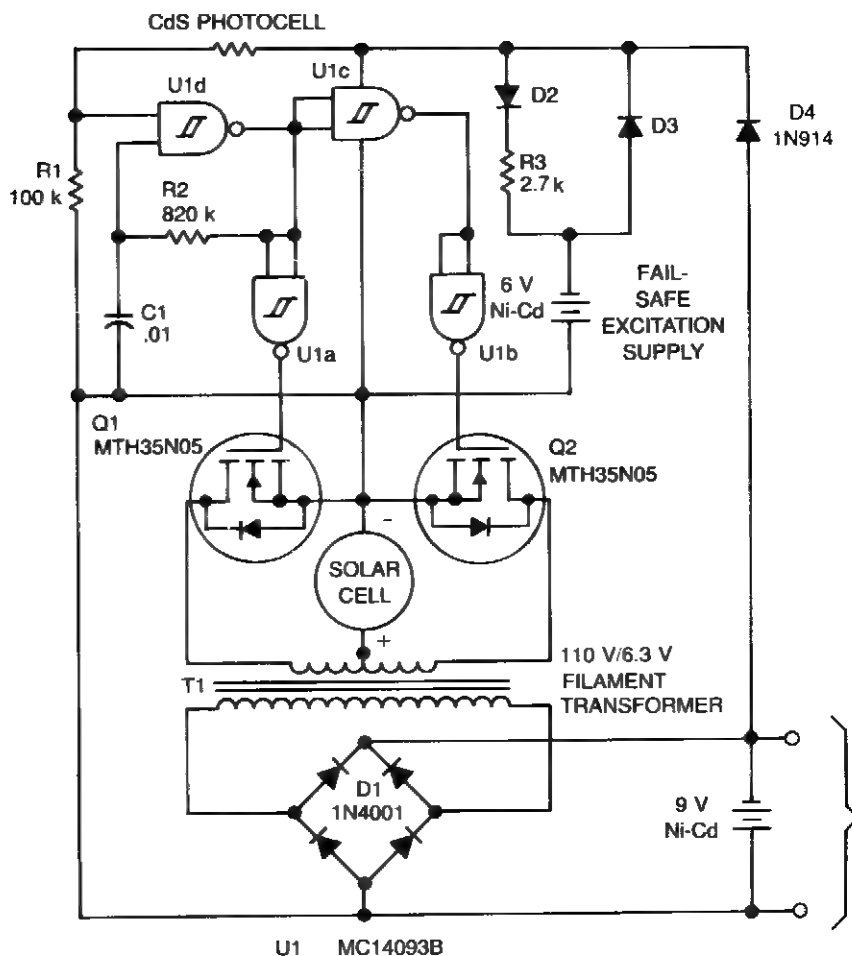 CdS PHOTOCELL
U1d
U1c
D2
D3
D4
1N914
R1
100 k
R2
820 k
R3
2.7 k
C1
.01
U1a
6 V
Ni-Cd
U1b
FAIL-
SAFE
EXCITATION
SUPPLY
Q1
MTH35N05
Q2
MTH35N05
-
SOLAR
CELL
+
T1
110 V/6.3 V
FILAMENT
TRANSFORMER
D1
1N4001
9 V
Ni-Cd
U1 MC14093B